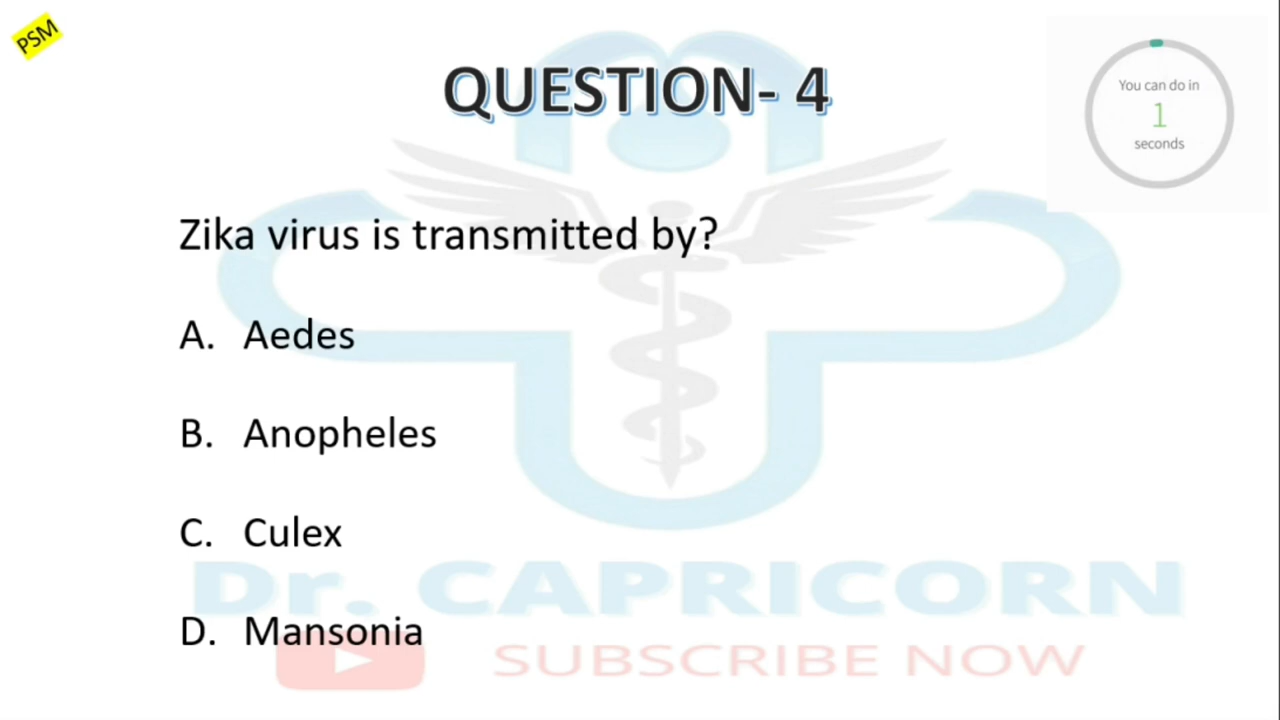 PSM
QUESTION- 4
You can do in
1
seconds
Zika virus is transmitted by?
A. Aedes
B. Anopheles
C. Culex
D. Mansonia
Dr. CAPRICORN
SUBSCRIBE NOW